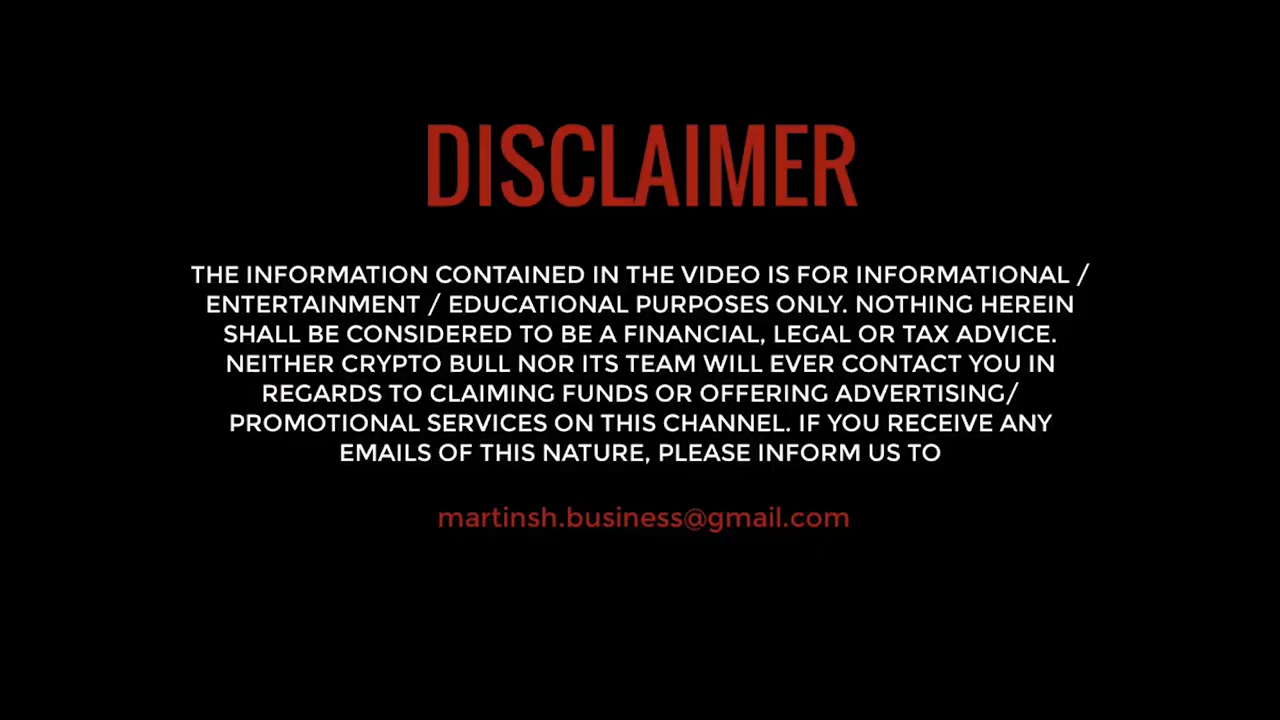 DISCLAIMER
THE INFORMATION CONTAINED IN THE VIDEO IS FOR INFORMATIONAL /
ENTERTAINMENT / EDUCATIONAL PURPOSES ONLY. NOTHING HEREIN
SHALL BE CONSIDERED TO BE A FINANCIAL, LEGAL OR TAX ADVICE.
NEITHER CRYPTO BULL NOR ITS TEAM WILL EVER CONTACT YOU IN
REGARDS TO CLAIMING FUNDS OR OFFERING ADVERTISING/
PROMOTIONAL SERVICES ON THIS CHANNEL. IF YOU RECEIVE ANY
EMAILS OF THIS NATURE, PLEASE INFORM US TO
martinsh.business@gmail.com